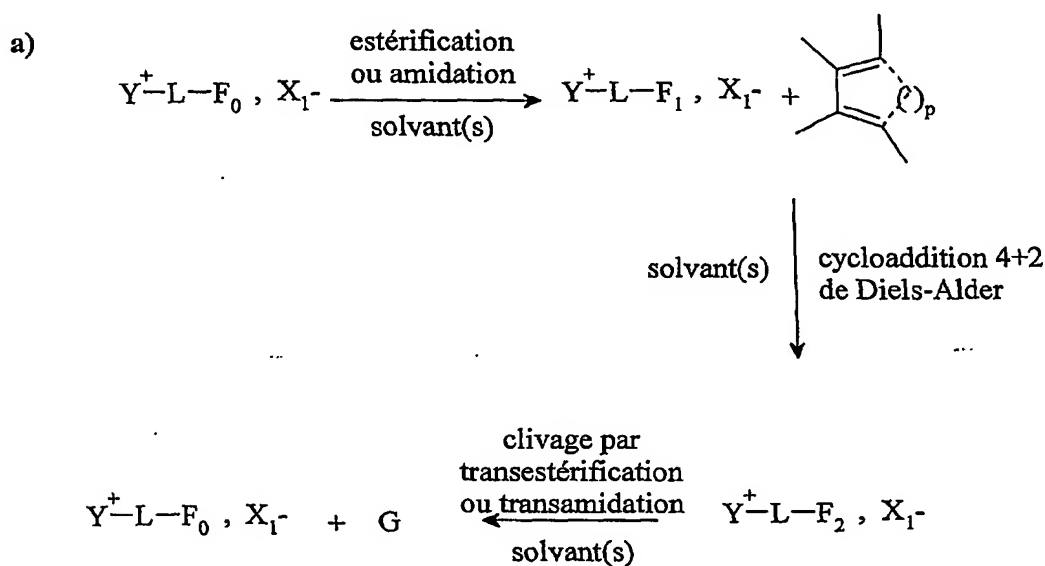 a)
estérification
ou amidation
Y⁺–L–F₀ , X₁- solvant(s) Y⁺–L–F₁ , X₁- + ( )ₚ
solvant(s) cycloaddition 4+2
de Diels-Alder
clivage par
transestérification
ou transamidation
Y⁺–L–F₀ , X₁- + G solvant(s) Y⁺–L–F₂ , X₁-